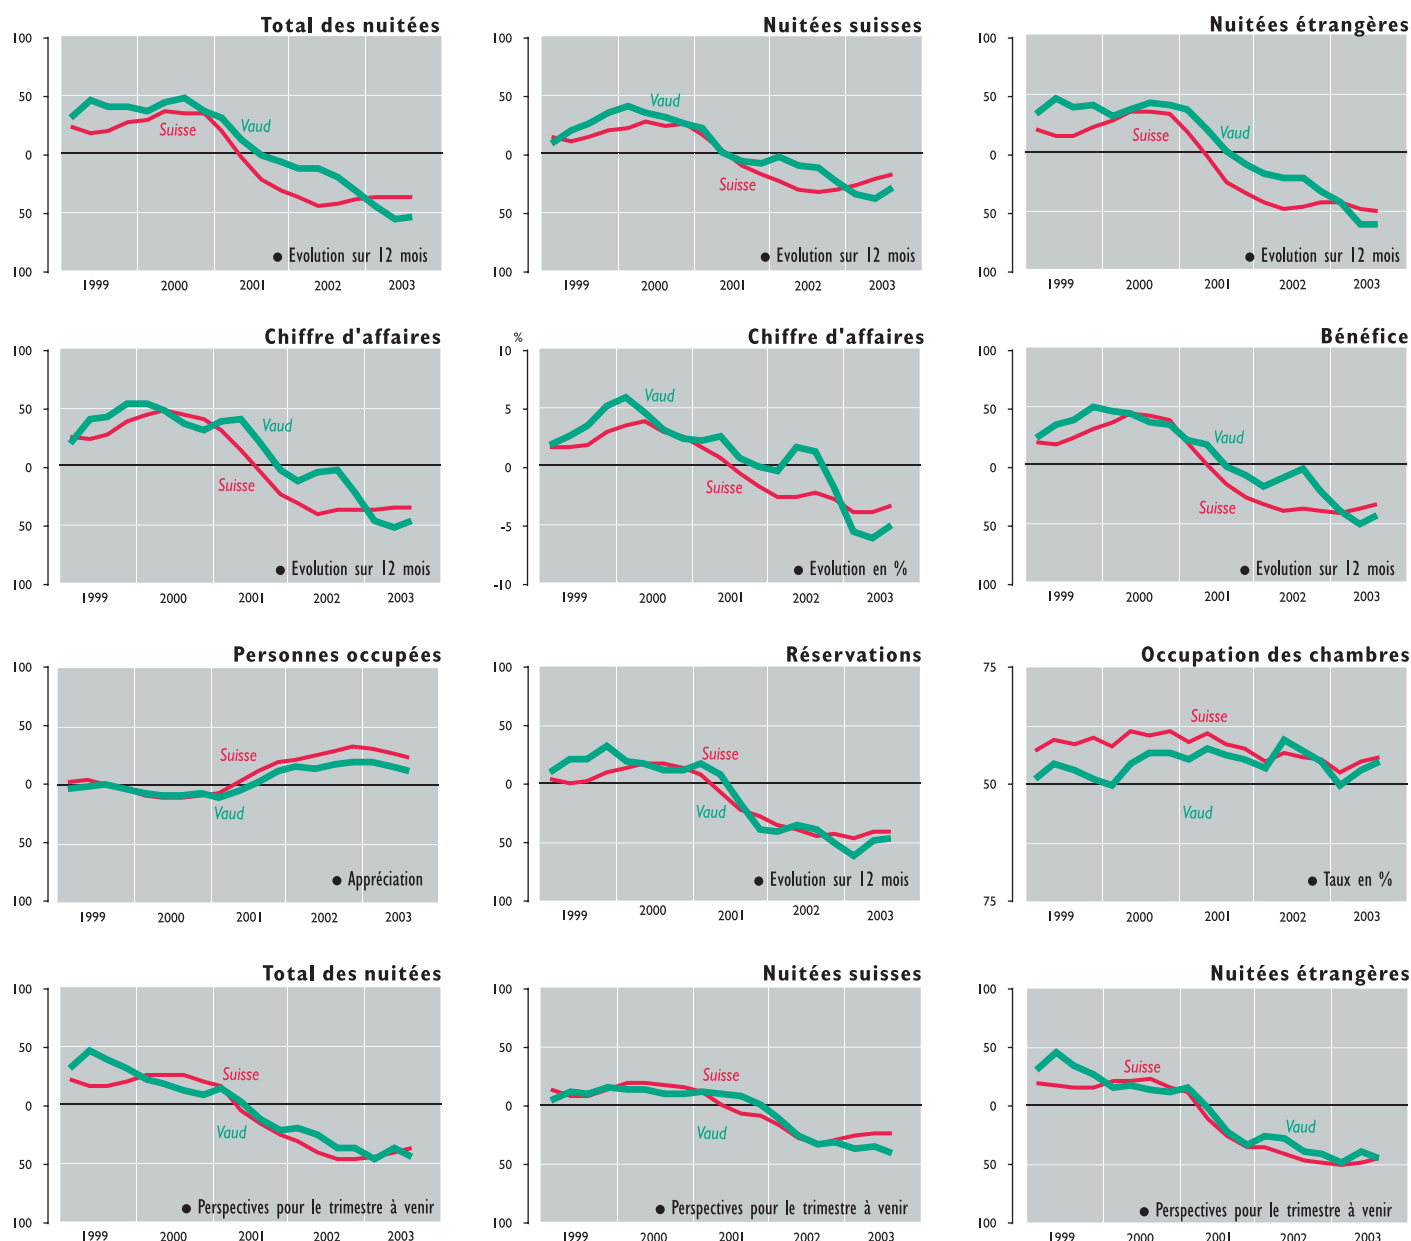 Total des nuitées
100
50
0
50
100
Vaud
Suisse
● Evolution sur 12 mois
1999 2000 2001 2002 2003
Nuitées suisses
100
50
0
50
100
Vaud
Suisse
● Evolution sur 12 mois
1999 2000 2001 2002 2003
Nuitées étrangères
100
50
0
50
100
Vaud
Suisse
● Evolution sur 12 mois
1999 2000 2001 2002 2003
Chiffre d'affaires
100
50
0
50
100
Vaud
Suisse
● Evolution sur 12 mois
1999 2000 2001 2002 2003
Chiffre d'affaires
%
10
5
0
-5
-10
Vaud
Suisse
● Evolution en %
1999 2000 2001 2002 2003
Bénéfice
100
50
0
50
100
Vaud
Suisse
● Evolution sur 12 mois
1999 2000 2001 2002 2003
Personnes occupées
100
50
0
50
100
Suisse
Vaud
● Appréciation
1999 2000 2001 2002 2003
Réservations
100
50
0
50
100
Suisse
Vaud
● Evolution sur 12 mois
1999 2000 2001 2002 2003
Occupation des chambres
75
50
75
Suisse
Vaud
● Taux en %
1999 2000 2001 2002 2003
Total des nuitées
100
50
0
50
100
Suisse
Vaud
● Perspectives pour le trimestre à venir
1999 2000 2001 2002 2003
Nuitées suisses
100
50
0
50
100
Suisse
Vaud
● Perspectives pour le trimestre à venir
1999 2000 2001 2002 2003
Nuitées étrangères
100
50
0
50
100
Suisse
Vaud
● Perspectives pour le trimestre à venir
1999 2000 2001 2002 2003